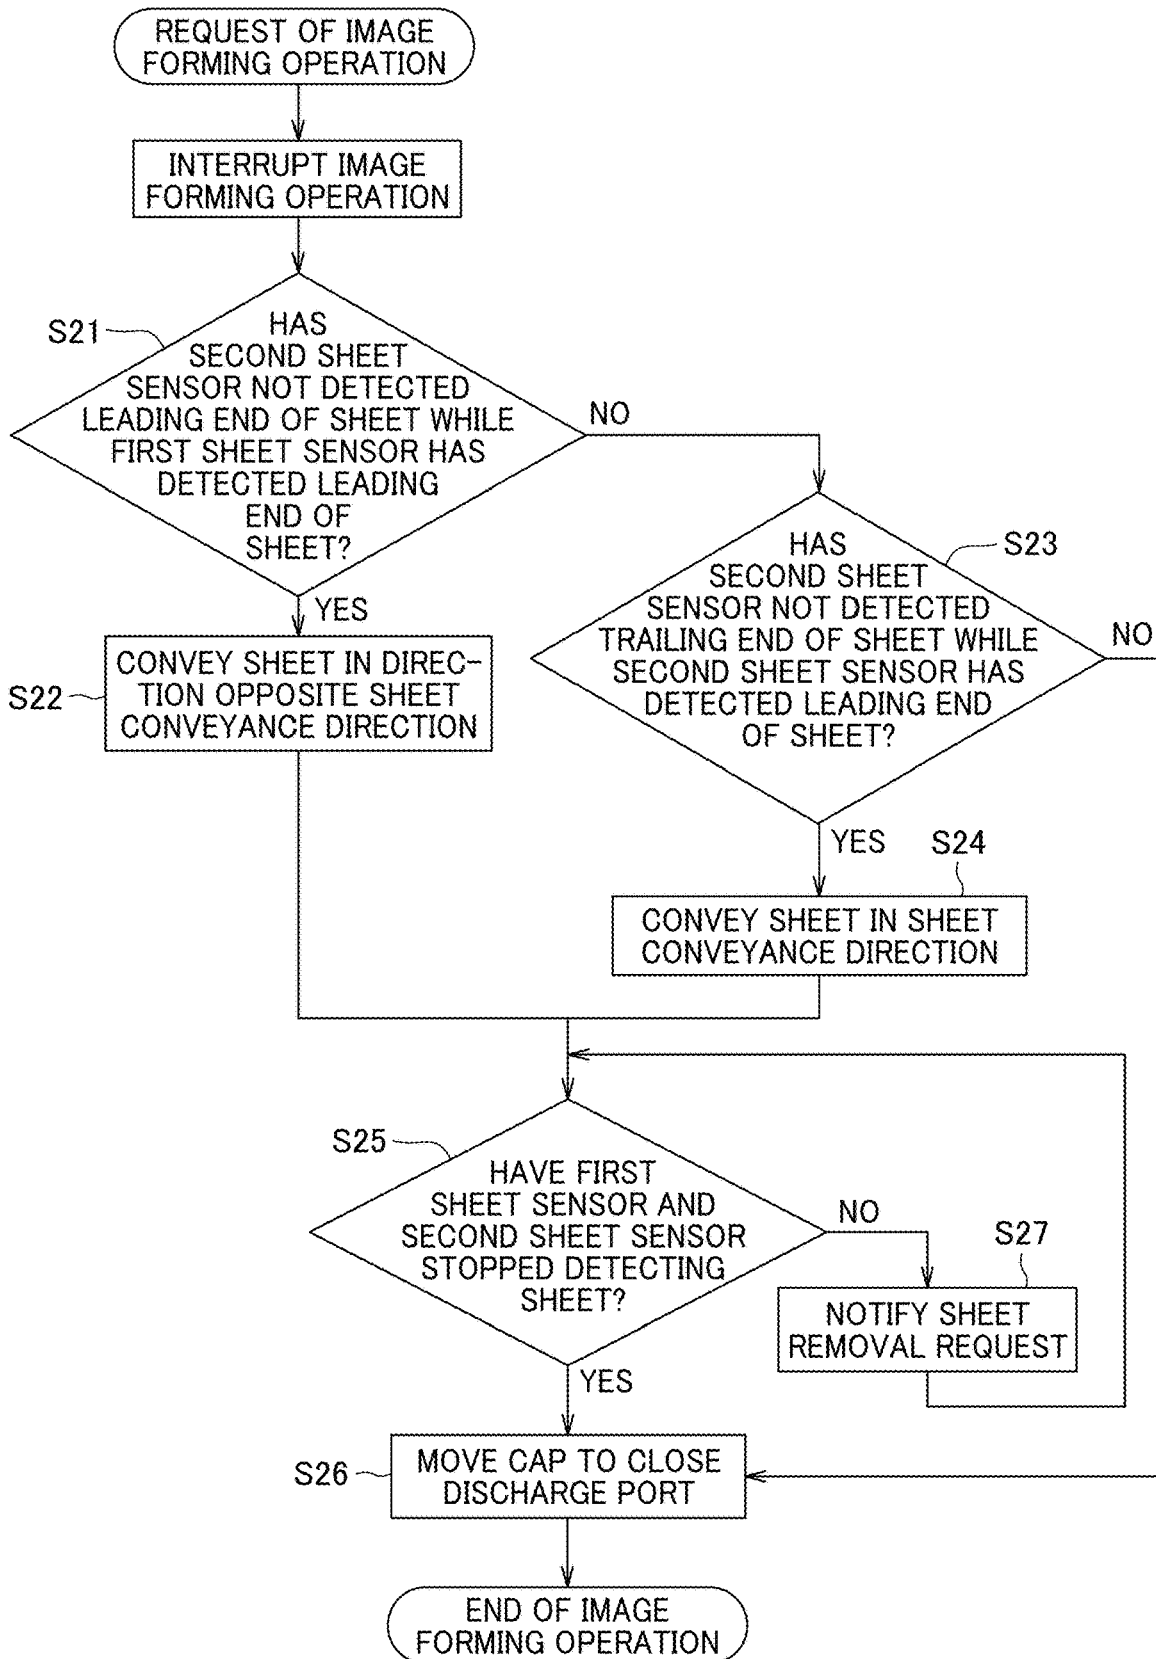 REQUEST OF IMAGE
FORMING OPERATION
INTERRUPT IMAGE
FORMING OPERATION
S21
HAS
SECOND SHEET
SENSOR NOT DETECTED
LEADING END OF SHEET WHILE
FIRST SHEET SENSOR HAS
DETECTED LEADING
END OF
SHEET?
NO
YES
S22
CONVEY SHEET IN DIREC-
TION OPPOSITE SHEET
CONVEYANCE DIRECTION
S23
HAS
SECOND SHEET
SENSOR NOT DETECTED
TRAILING END OF SHEET WHILE
SECOND SHEET SENSOR HAS
DETECTED LEADING END
OF SHEET?
NO
YES
S24
CONVEY SHEET IN SHEET
CONVEYANCE DIRECTION
S25
HAVE FIRST
SHEET SENSOR AND
SECOND SHEET SENSOR
STOPPED DETECTING
SHEET?
NO
S27
NOTIFY SHEET
REMOVAL REQUEST
YES
S26
MOVE CAP TO CLOSE
DISCHARGE PORT
END OF IMAGE
FORMING OPERATION